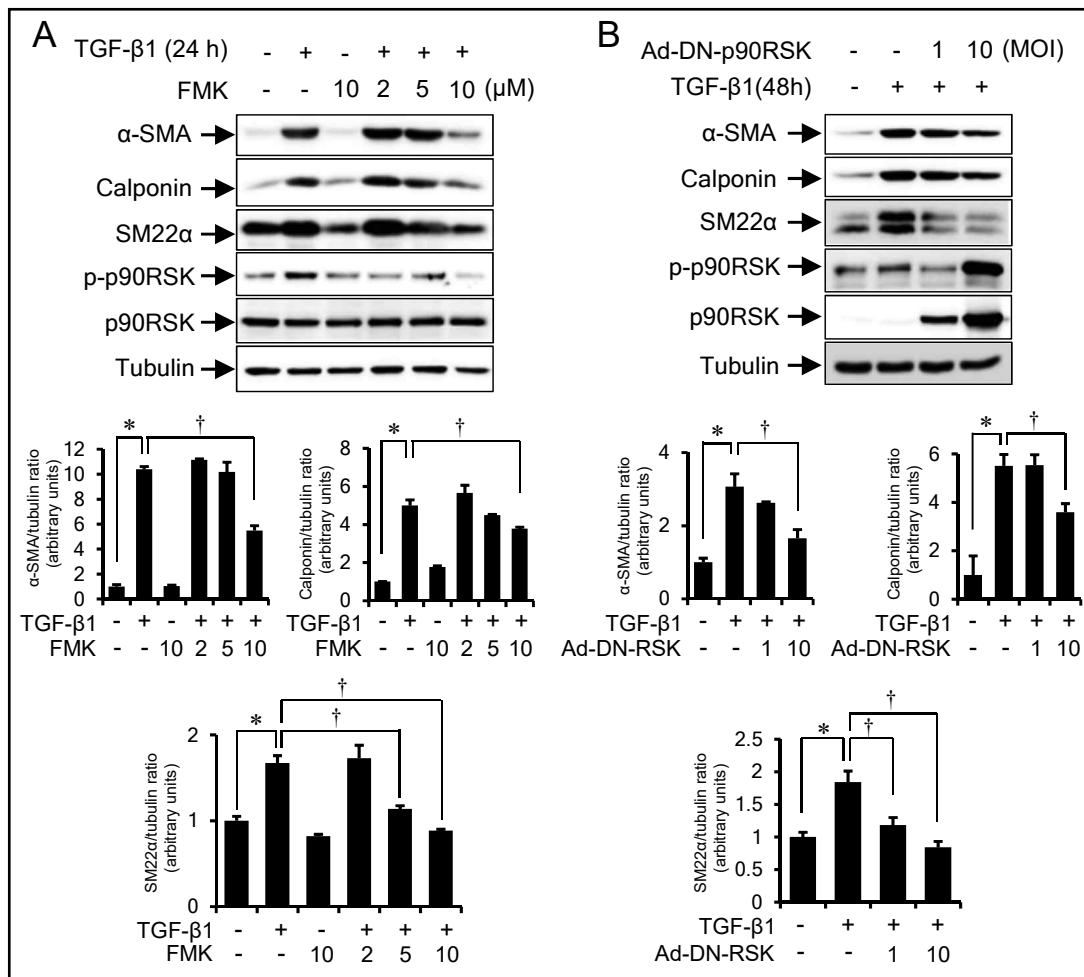 A
TGF-β1 (24 h) - + - + + +
FMK - - 10 2 5 10 (μM)
α-SMA
Calponin
SM22α
p-p90RSK
p90RSK
Tubulin
B
Ad-DN-p90RSK - - 1 10 (MOI)
TGF-β1(48h) - + + +
α-SMA
Calponin
SM22α
p-p90RSK
p90RSK
Tubulin
α-SMA/tubulin ratio
(arbitrary units)
12
10
8
6
4
2
0
* †
TGF-β1 - + - + + +
FMK - - 10 2 5 10
Calponin/tubulin ratio
(arbitrary units)
8
6
4
2
0
* †
TGF-β1 - + - + + +
FMK - - 10 2 5 10
α-SMA/tubulin ratio
(arbitrary units)
4
2
0
* †
TGF-β1 - + + +
Ad-DN-RSK - - 1 10
Calponin/tubulin ratio
(arbitrary units)
6
4
2
0
* †
TGF-β1 - + + +
Ad-DN-RSK - - 1 10
SM22α/tubulin ratio
(arbitrary units)
2
1
0
†
* †
TGF-β1 - + - + + +
FMK - - 10 2 5 10
SM22α/tubulin ratio
(arbitrary units)
2.5
2
1.5
1
0.5
0
†
* †
TGF-β1 - + + +
Ad-DN-RSK - - 1 10